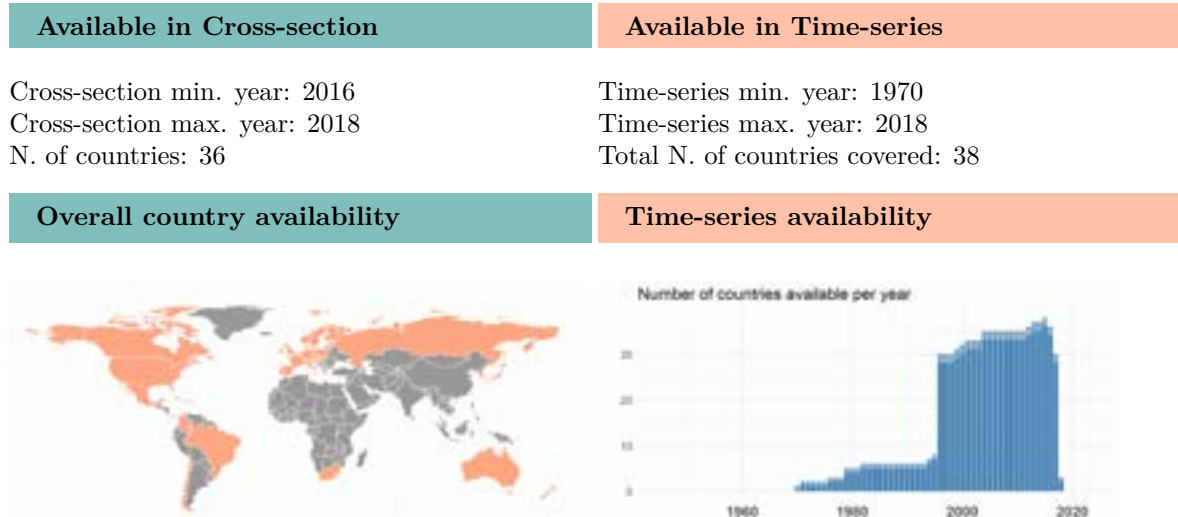 Available in Cross-section
Available in Time-series
Cross-section min. year: 2016
Cross-section max. year: 2018
N. of countries: 36
Time-series min. year: 1970
Time-series max. year: 2018
Total N. of countries covered: 38
Overall country availability
Time-series availability
Number of countries available per year
30
20
10
0
1960
1980
2000
2020